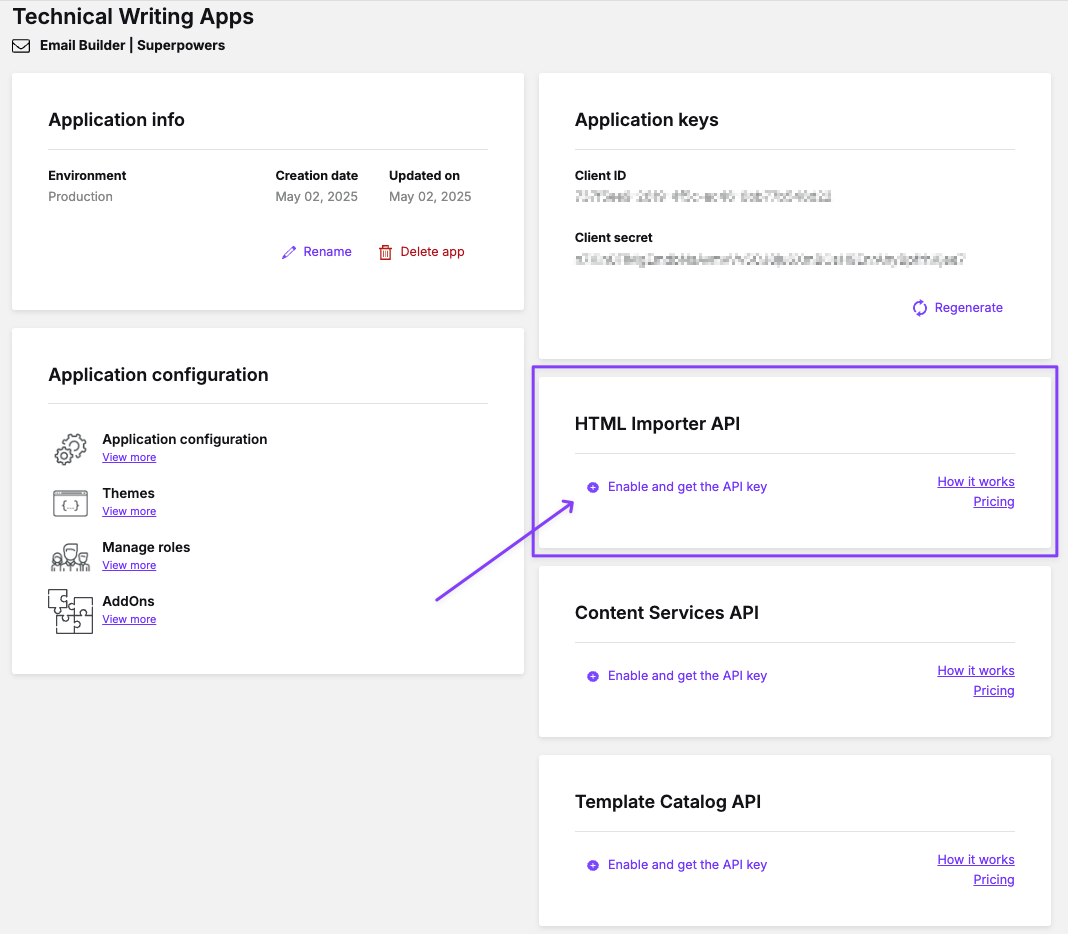 Technical Writing Apps
Email Builder | Superpowers
Application info
Environment
Production
Creation date
May 02, 2025
Updated on
May 02, 2025
Rename
Delete app
Application configuration
Application configuration
View more
{...}
Themes
View more
Manage roles
View more
AddOns
View more
Application keys
Client ID
Client secret
Regenerate
HTML Importer API
Enable and get the API key
How it works
Pricing
Content Services API
Enable and get the API key
How it works
Pricing
Template Catalog API
Enable and get the API key
How it works
Pricing